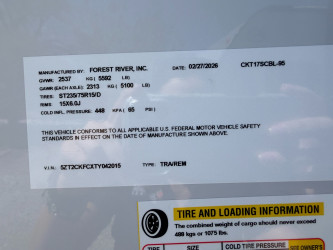 MANUFACTURED BY: FOREST RIVER, INC. DATE: 02/27/2026 CKT17SCBL-95
GVWR: 2537 KG ( 5592 LB)
GAWR (EACH AXLE): 2313 KG ( 5100 LB)
TIRES: ST235/75R15/D
RIMS: 15X6.0J
COLD INFL. PRESSURE: 448 KPA ( 65 PSI )
THIS VEHICLE CONFORMS TO ALL APPLICABLE U.S. FEDERAL MOTOR VEHICLE SAFETY
STANDARDS IN EFFECT ON THE DATE OF MANUFACTURE SHOWN ABOVE.
V.I.N.: 5ZT2CKFCXTY042015 TYPE: TRA/REM
TIRE AND LOADING INFORMATION
The combined weight of cargo should never exceed
488 kgs or 1075 lbs.
TIRE SIZE COLD TIRE PRESSURE